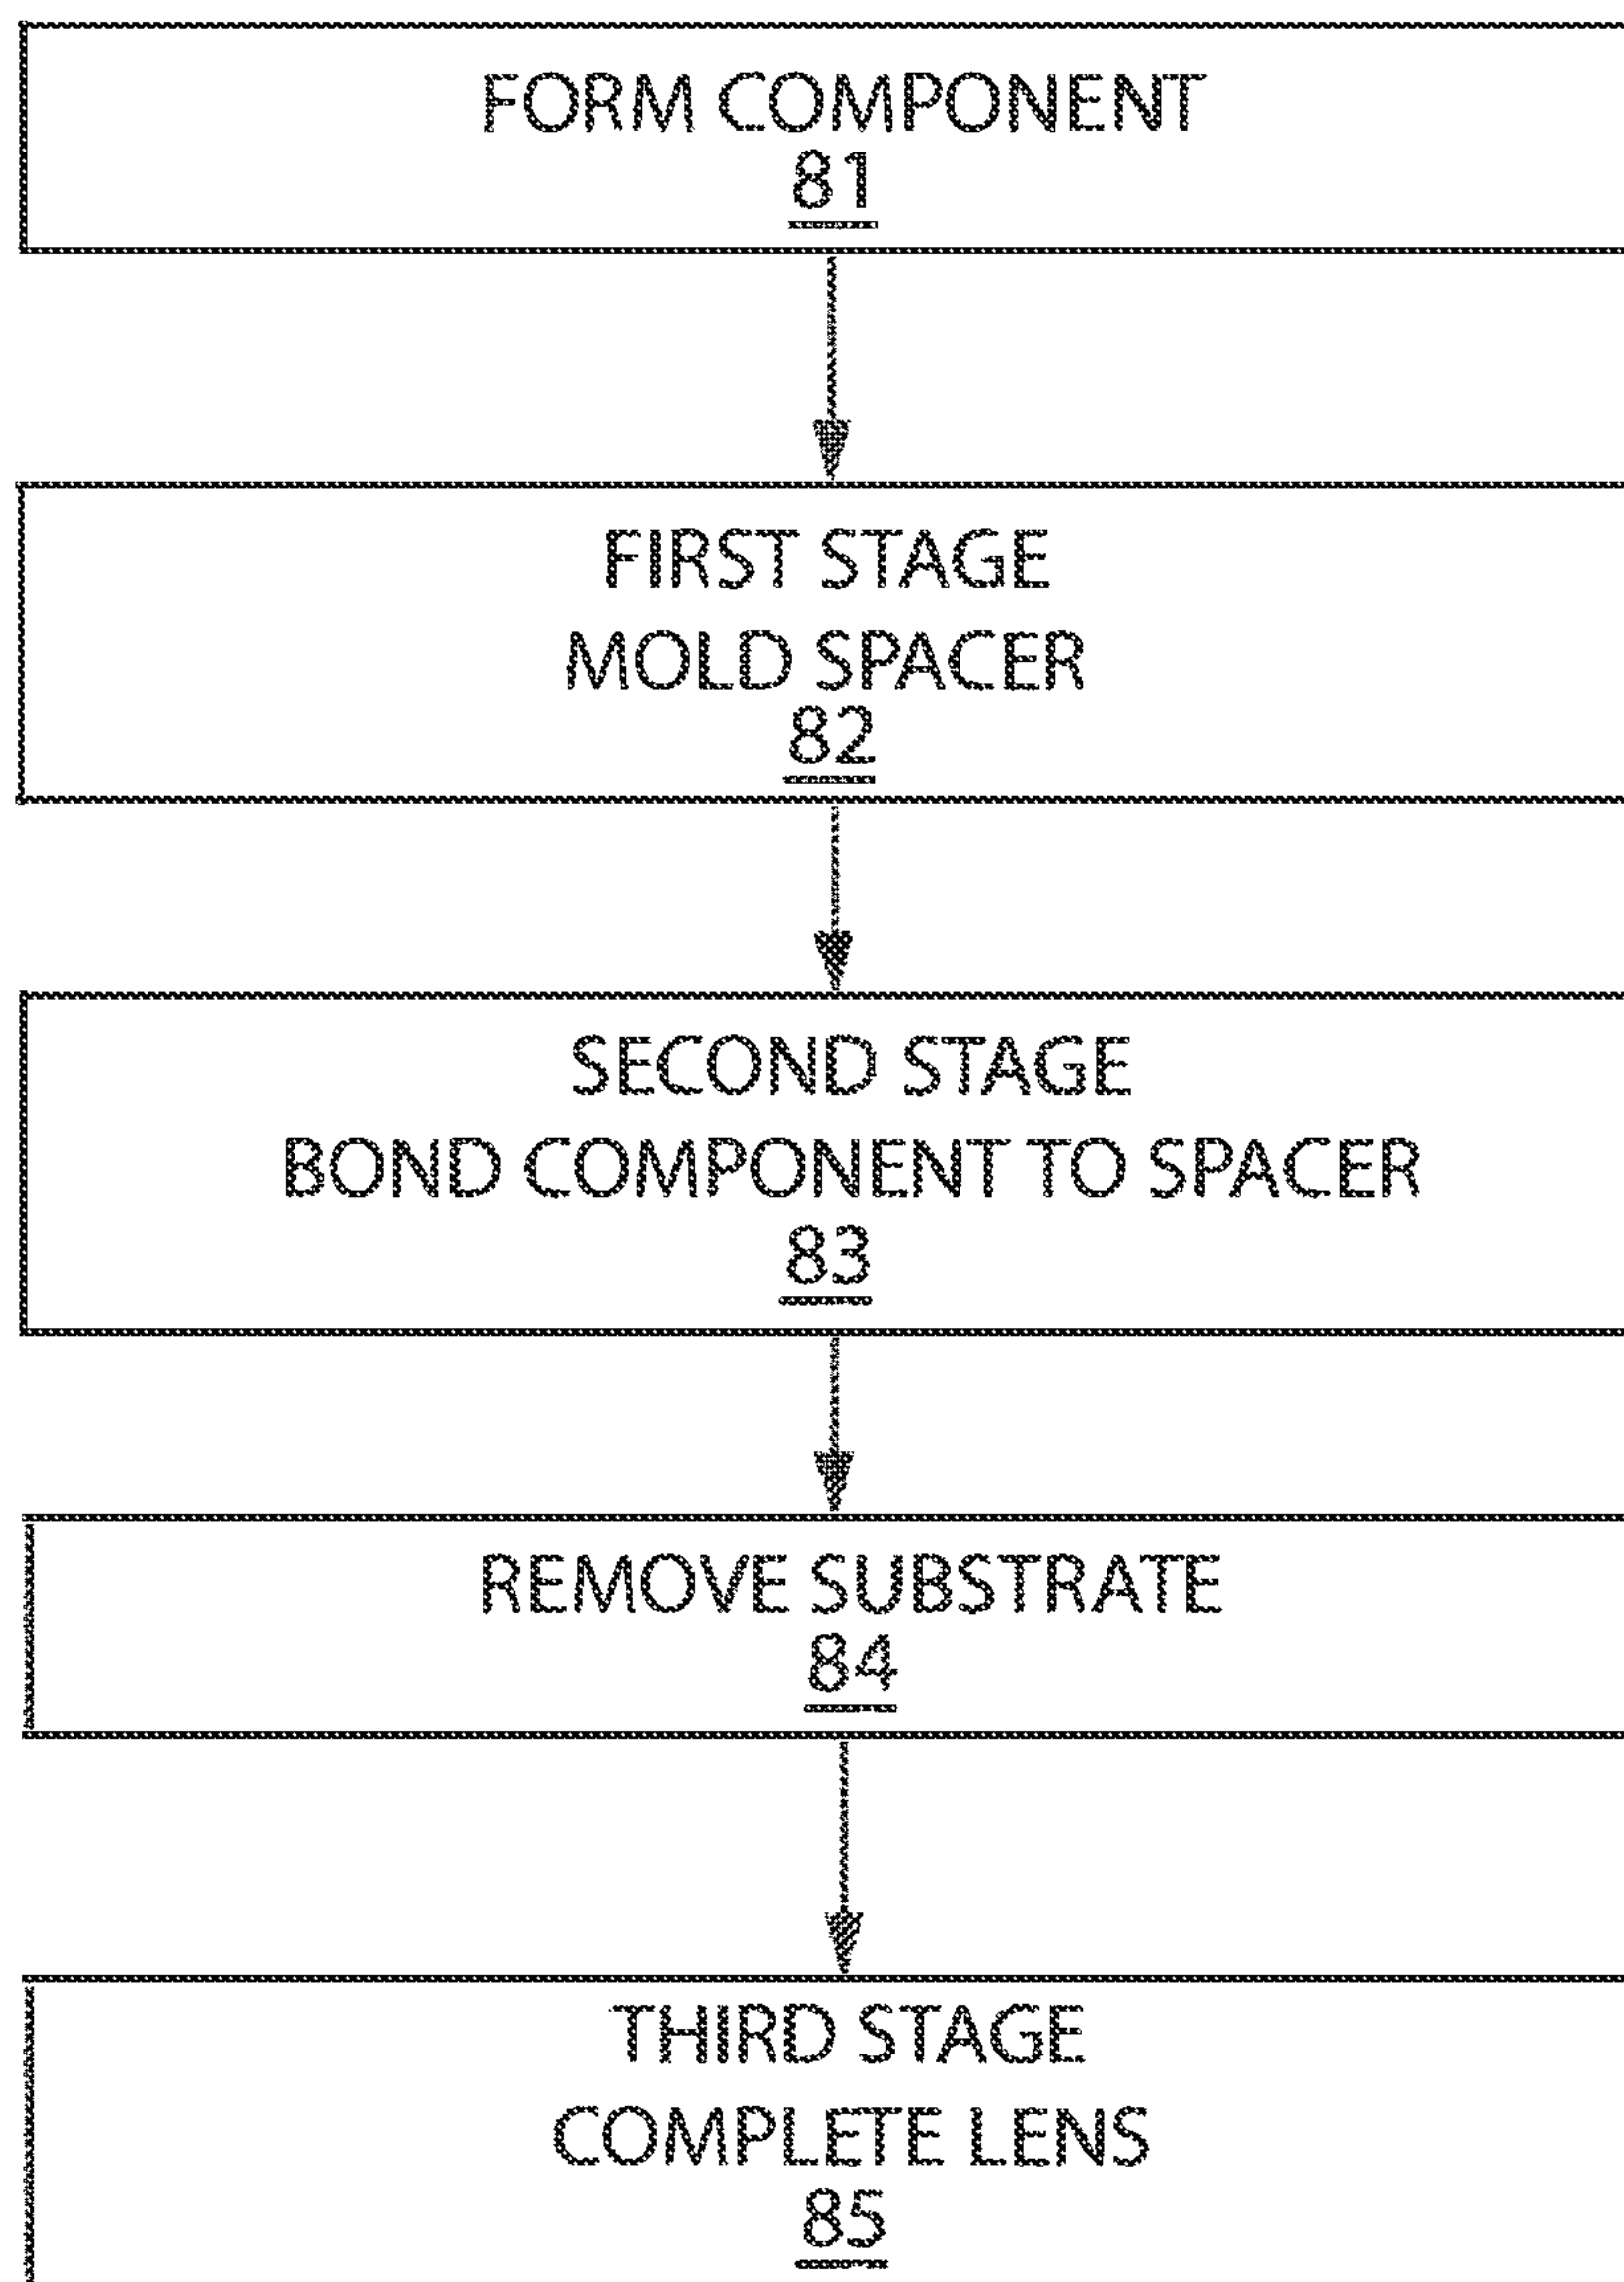 FORM COMPONENT
81
FIRST STAGE
MOLD SPACER
82
SECOND STAGE
BOND COMPONENT TO SPACER
83
REMOVE SUBSTRATE
84
THIRD STAGE
COMPLETE LENS
85